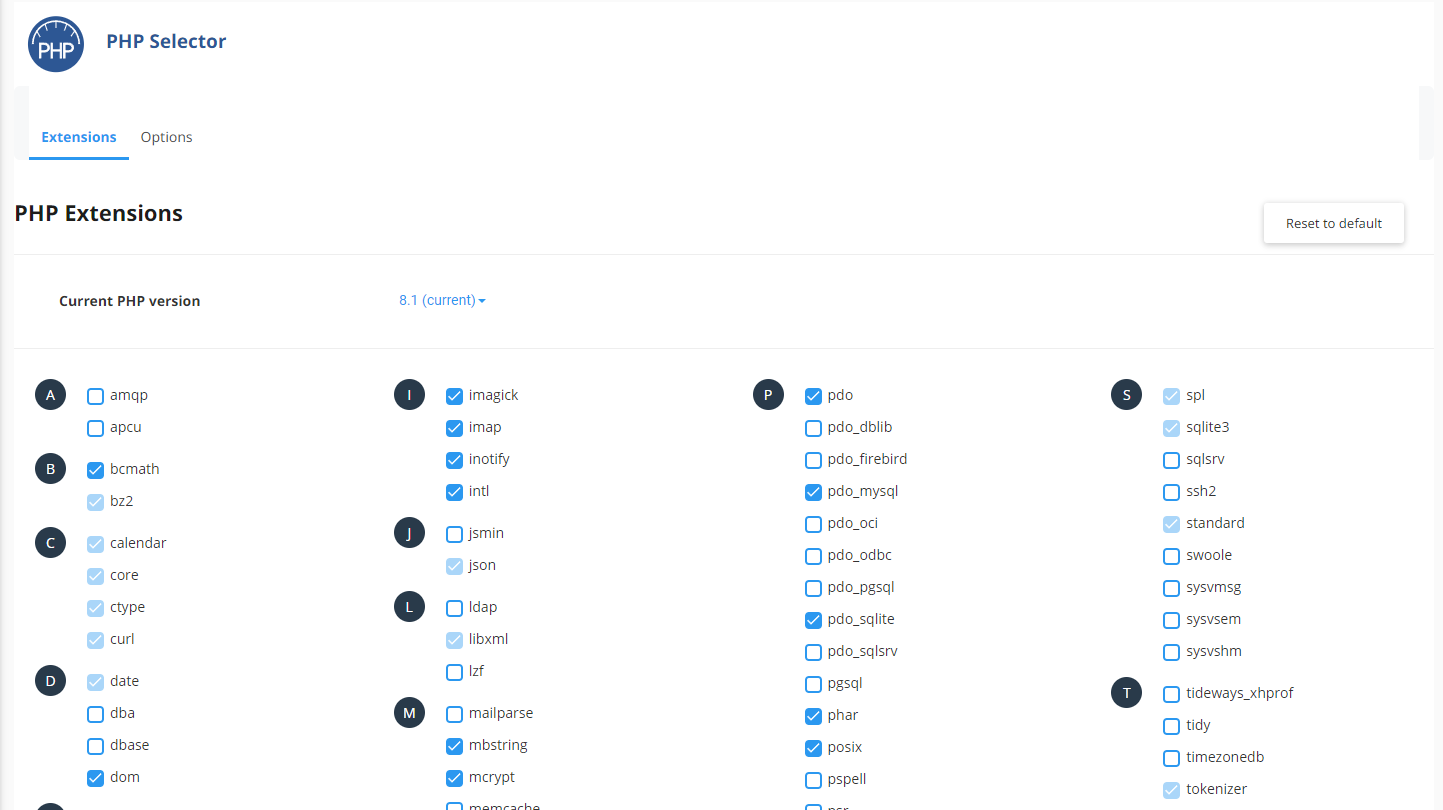 PHP
PHP Selector
Extensions
Options
PHP Extensions
Reset to default
Current PHP version
8.1 (current)
A
amqp
apcu
B
bcmath
bz2
C
calendar
core
ctype
curl
D
date
dba
dbase
dom
I
imagick
imap
inotify
intl
J
jsmin
json
L
ldap
libxml
lzf
M
mailparse
mbstring
mcrypt
memcache
P
pdo
pdo_dblib
pdo_firebird
pdo_mysql
pdo_oci
pdo_odbc
pdo_pgsql
pdo_sqlite
pdo_sqlsrv
pgsql
phar
posix
pspell
psr
S
spl
sqlite3
sqlsrv
ssh2
standard
swoole
sysvmsg
sysvsem
sysvshm
T
tideways_xhprof
tidy
timezonedb
tokenizer